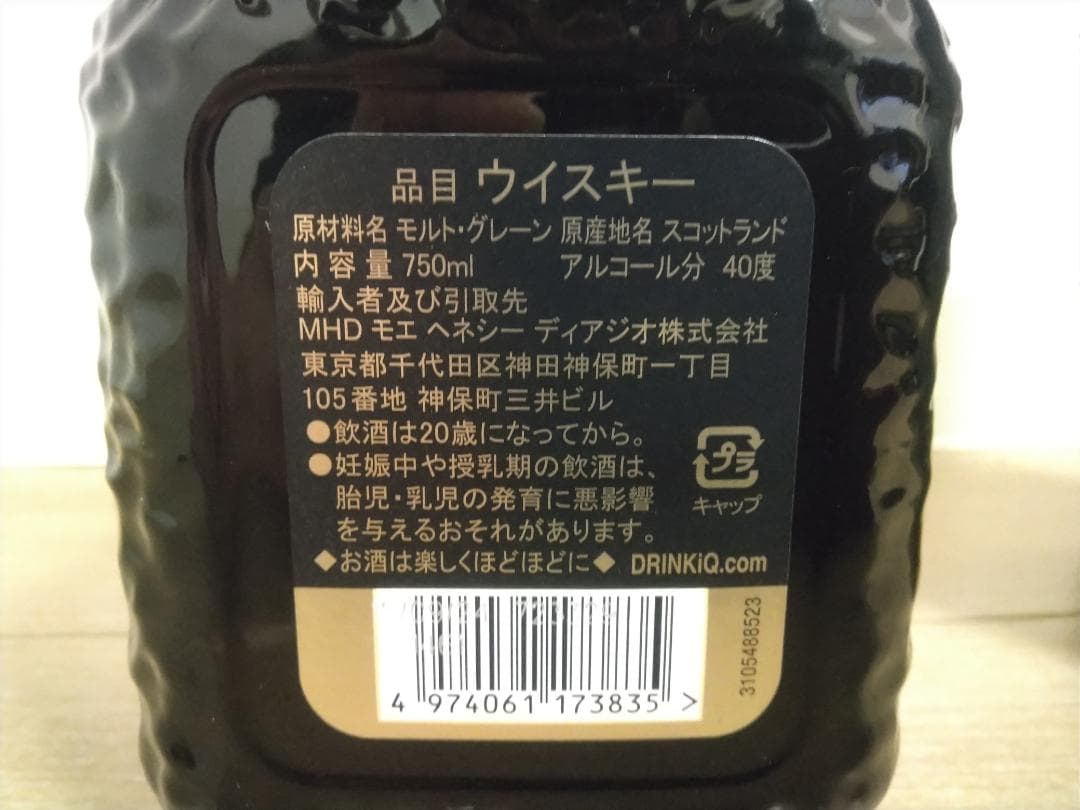 品目 ウイスキー
原材料名 モルト・グレーン 原産地名 スコットランド
内容量 750ml アルコール分 40度
輸入者及び引取先
MHD モエ ヘネシー ディアジオ株式会社
東京都千代田区神田神保町一丁目
105番地 神保町三井ビル
●飲酒は20歳になってから。
●妊娠中や授乳期の飲酒は、
胎児・乳児の発育に悪影響
を与えるおそれがあります。
プラ
キャップ
◆お酒は楽しくほどほどに◆ DRINKiQ.com
3105488523
4 974061 173835 >